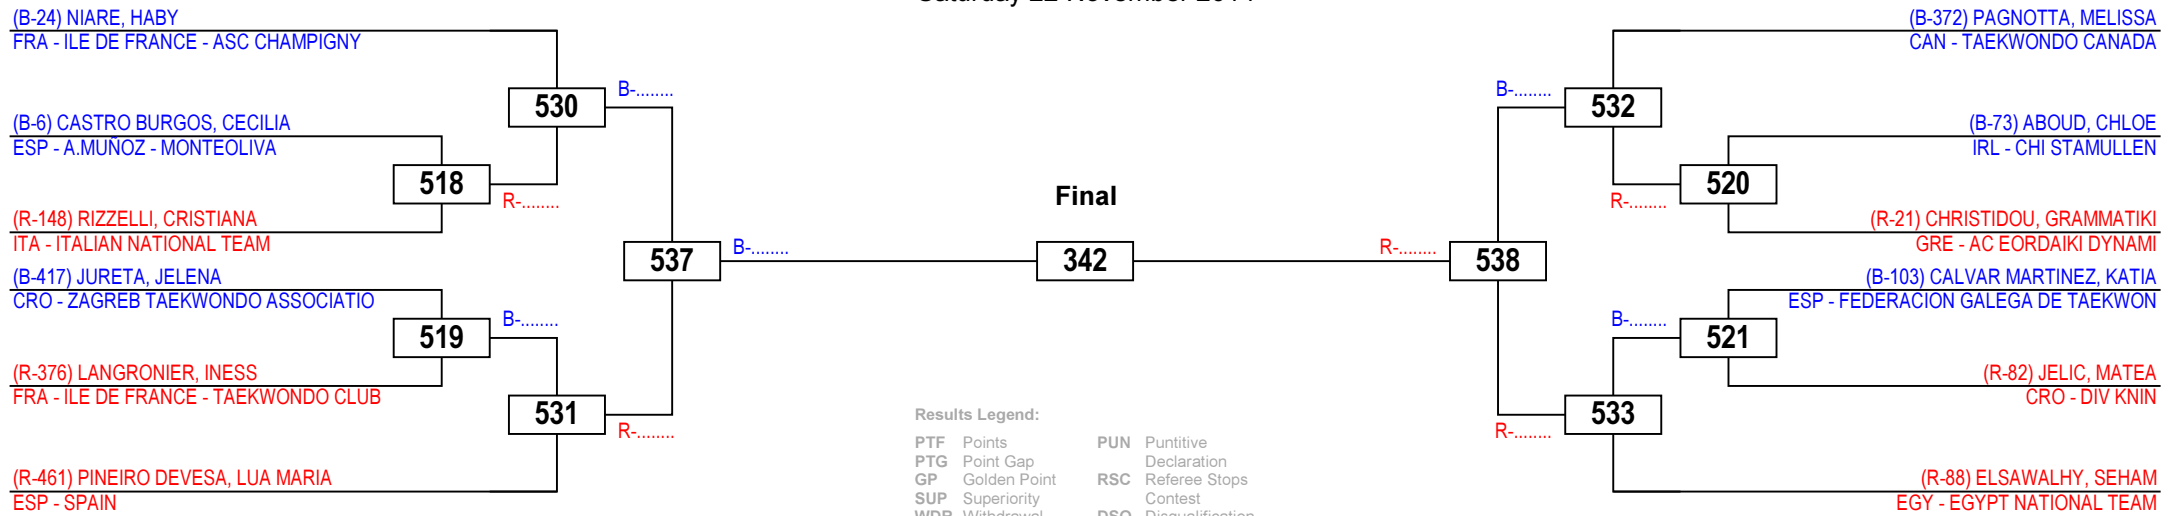 (B-24) NIARE, HABY
FRA - ILE DE FRANCE - ASC CHAMPIGNY
(B-6) CASTRO BURGOS, CECILIA
ESP - A.MUÑOZ - MONTEOLIVA
(R-148) RIZZELLI, CRISTIANA
ITA - ITALIAN NATIONAL TEAM
(B-417) JURETA, JELENA
CRO - ZAGREB TAEKWONDO ASSOCIATIO
(R-376) LANGRONIER, INESS
FRA - ILE DE FRANCE - TAEKWONDO CLUB
(R-461) PINEIRO DEVESA, LUA MARIA
ESP - SPAIN
518
519
530
R-........
B-........
531
B-........
R-........
537
B-........
Final
342
R-........
538
B-........
R-........
532
533
R-........
B-........
520
521
(B-372) PAGNOTTA, MELISSA
CAN - TAEKWONDO CANADA
(B-73) ABOUD, CHLOE
IRL - CHI STAMULLEN
(R-21) CHRISTIDOU, GRAMMATIKI
GRE - AC EORDAIKI DYNAMI
(B-103) CALVAR MARTINEZ, KATIA
ESP - FEDERACION GALEGA DE TAEKWON
(R-82) JELIC, MATEA
CRO - DIV KNIN
(R-88) ELSAWALHY, SEHAM
EGY - EGYPT NATIONAL TEAM
Results Legend:
PTF Points
PTG Point Gap
GP Golden Point
SUP Superiority
WDR Withdrawal
PUN Puntitive
Declaration
RSC Referee Stops
Contest
DSQ Disqualification